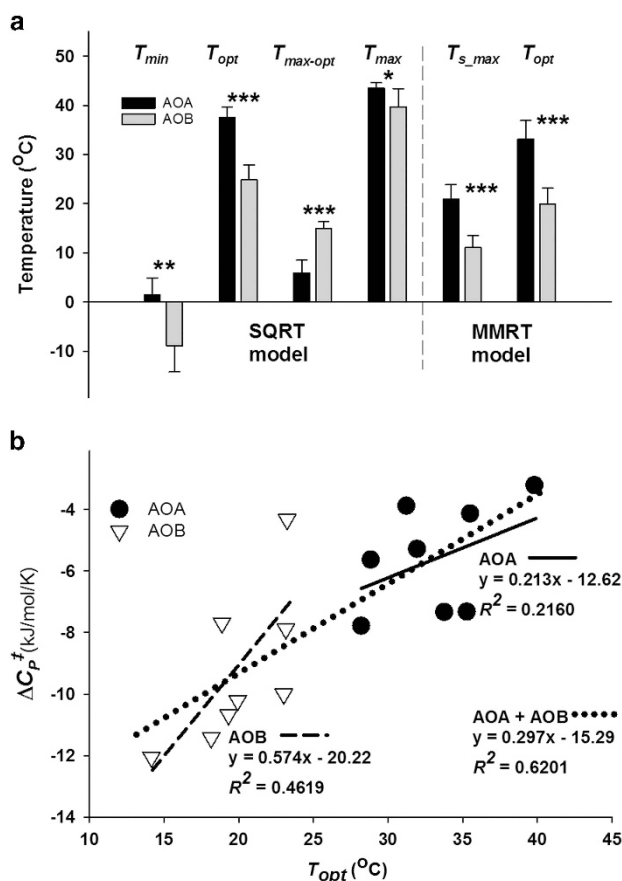 a
T_min T_opt T_max-opt T_max T_s_max T_opt
50
40
30
20
10
0
-10
Temperature (°C)
AOA
AOB
** *** *** * *** ***
SQRT model
MMRT model
b
AOA
AOB
-4
-6
-8
-10
-12
-14
ΔC_P^‡ (kJ/mol/K)
AOA
y = 0.213x - 12.62
R² = 0.2160
AOA + AOB
y = 0.297x - 15.29
R² = 0.6201
AOB
y = 0.574x - 20.22
R² = 0.4619
10 15 20 25 30 35 40 45
T_opt (°C)